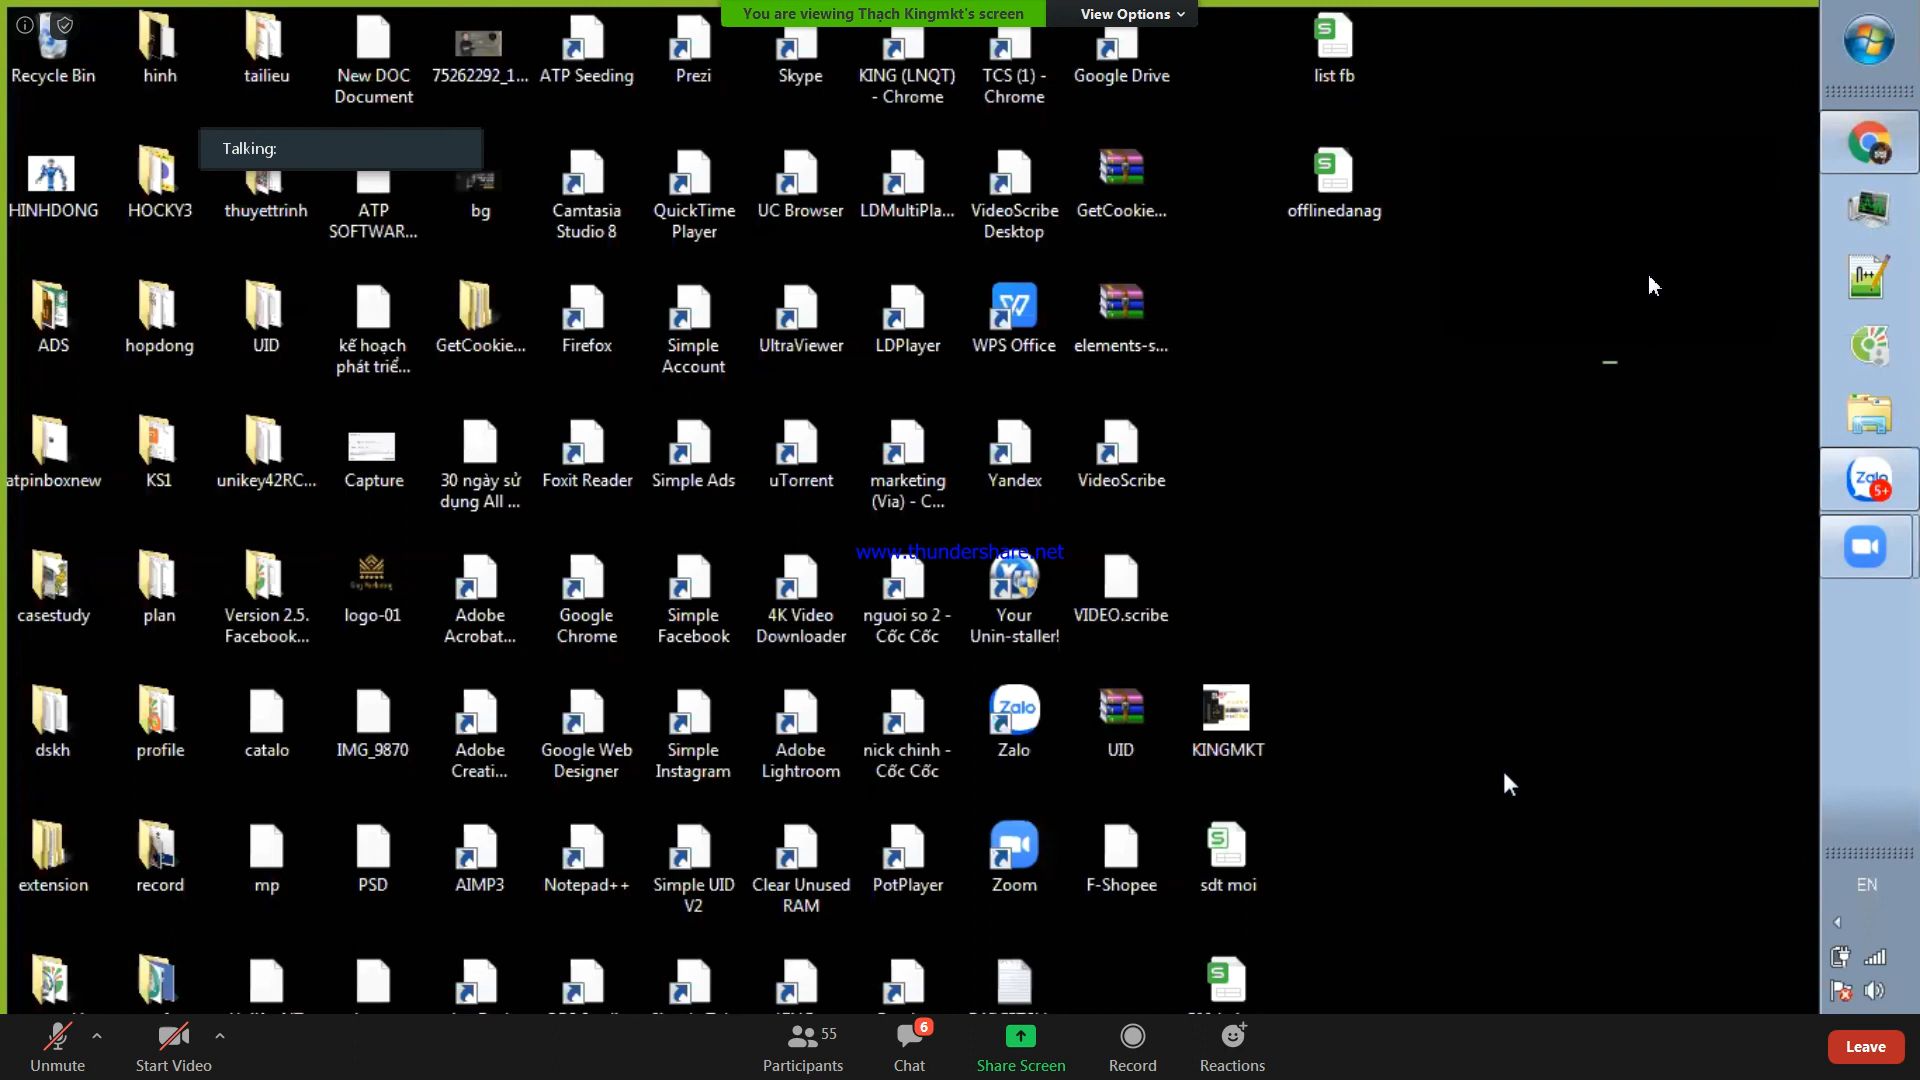 You are viewing Thạch Kingmkt's screen
View Options
Recycle Bin
hinh
tailieu
New DOC
Document
75262292_1...
ATP Seeding
Prezi
Skype
KING (LNQT)
- Chrome
TCS (1) -
Chrome
Google Drive
list fb
Talking:
HINHDONG
HOCKY3
thuyettrinh
ATP
SOFTWAR...
bg
Camtasia
Studio 8
QuickTime
Player
UC Browser
LDMultiPla...
VideoScribe
Desktop
GetCookie...
offlinedanag
ADS
hopdong
UID
kế hoạch
phát triể...
GetCookie...
Firefox
Simple
Account
UltraViewer
LDPlayer
WPS Office
elements-s...
atpinboxnew
KS1
unikey42RC...
Capture
30 ngày sử
dụng All ...
Foxit Reader
Simple Ads
uTorrent
marketing
(Via) - C...
Yandex
VideoScribe
Zalo
5+
www.thundershare.net
casestudy
plan
Version 2.5.
Facebook...
logo-01
Adobe
Acrobat...
Google
Chrome
Simple
Facebook
4K Video
Downloader
nguoi so 2 -
Cốc Cốc
Your
Unin-staller!
VIDEO.scribe
dskh
profile
catalo
IMG_9870
Adobe
Creati...
Google Web
Designer
Simple
Instagram
Adobe
Lightroom
nick chinh -
Cốc Cốc
Zalo
Zalo
UID
KINGMKT
extension
record
mp
PSD
AIMP3
Notepad++
Simple UID
V2
Clear Unused
RAM
PotPlayer
Zoom
F-Shopee
sdt moi
EN
Unmute
Start Video
Participants
55
Chat
6
Share Screen
Record
Reactions
Leave